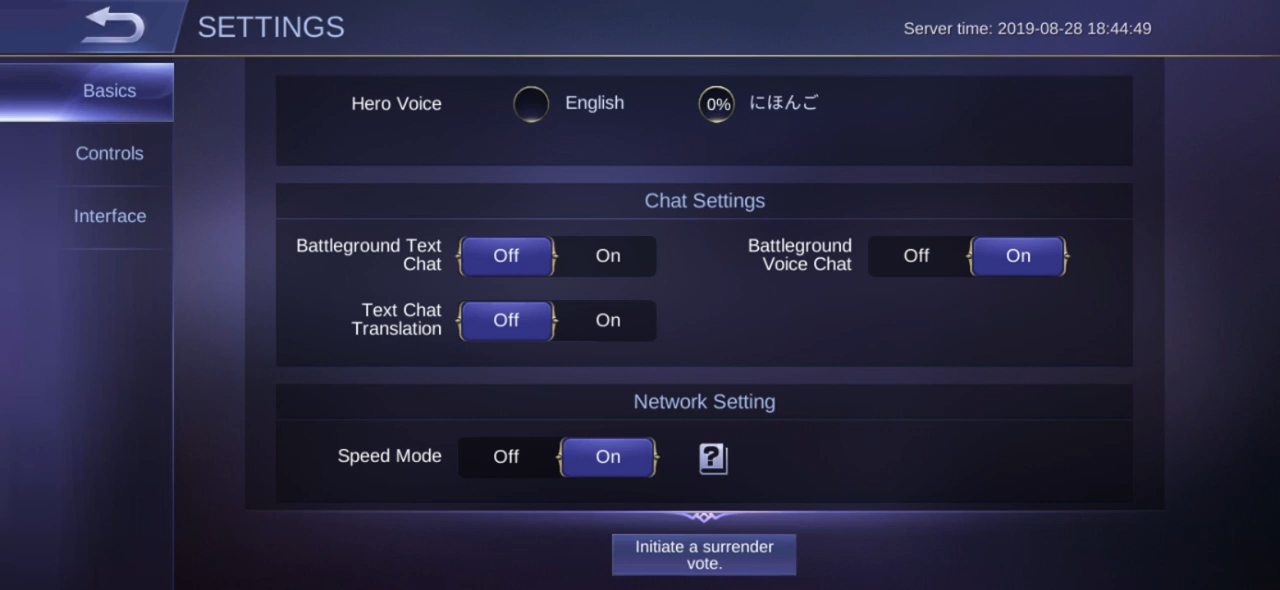 SETTINGS
Server time: 2019-08-28 18:44:49
Basics
Controls
Interface
Hero Voice
English
0%
にほんご
Chat Settings
Battleground Text
Chat
Off
On
Battleground
Voice Chat
Off
On
Text Chat
Translation
Off
On
Network Setting
Speed Mode
Off
On
?
Initiate a surrender
vote.